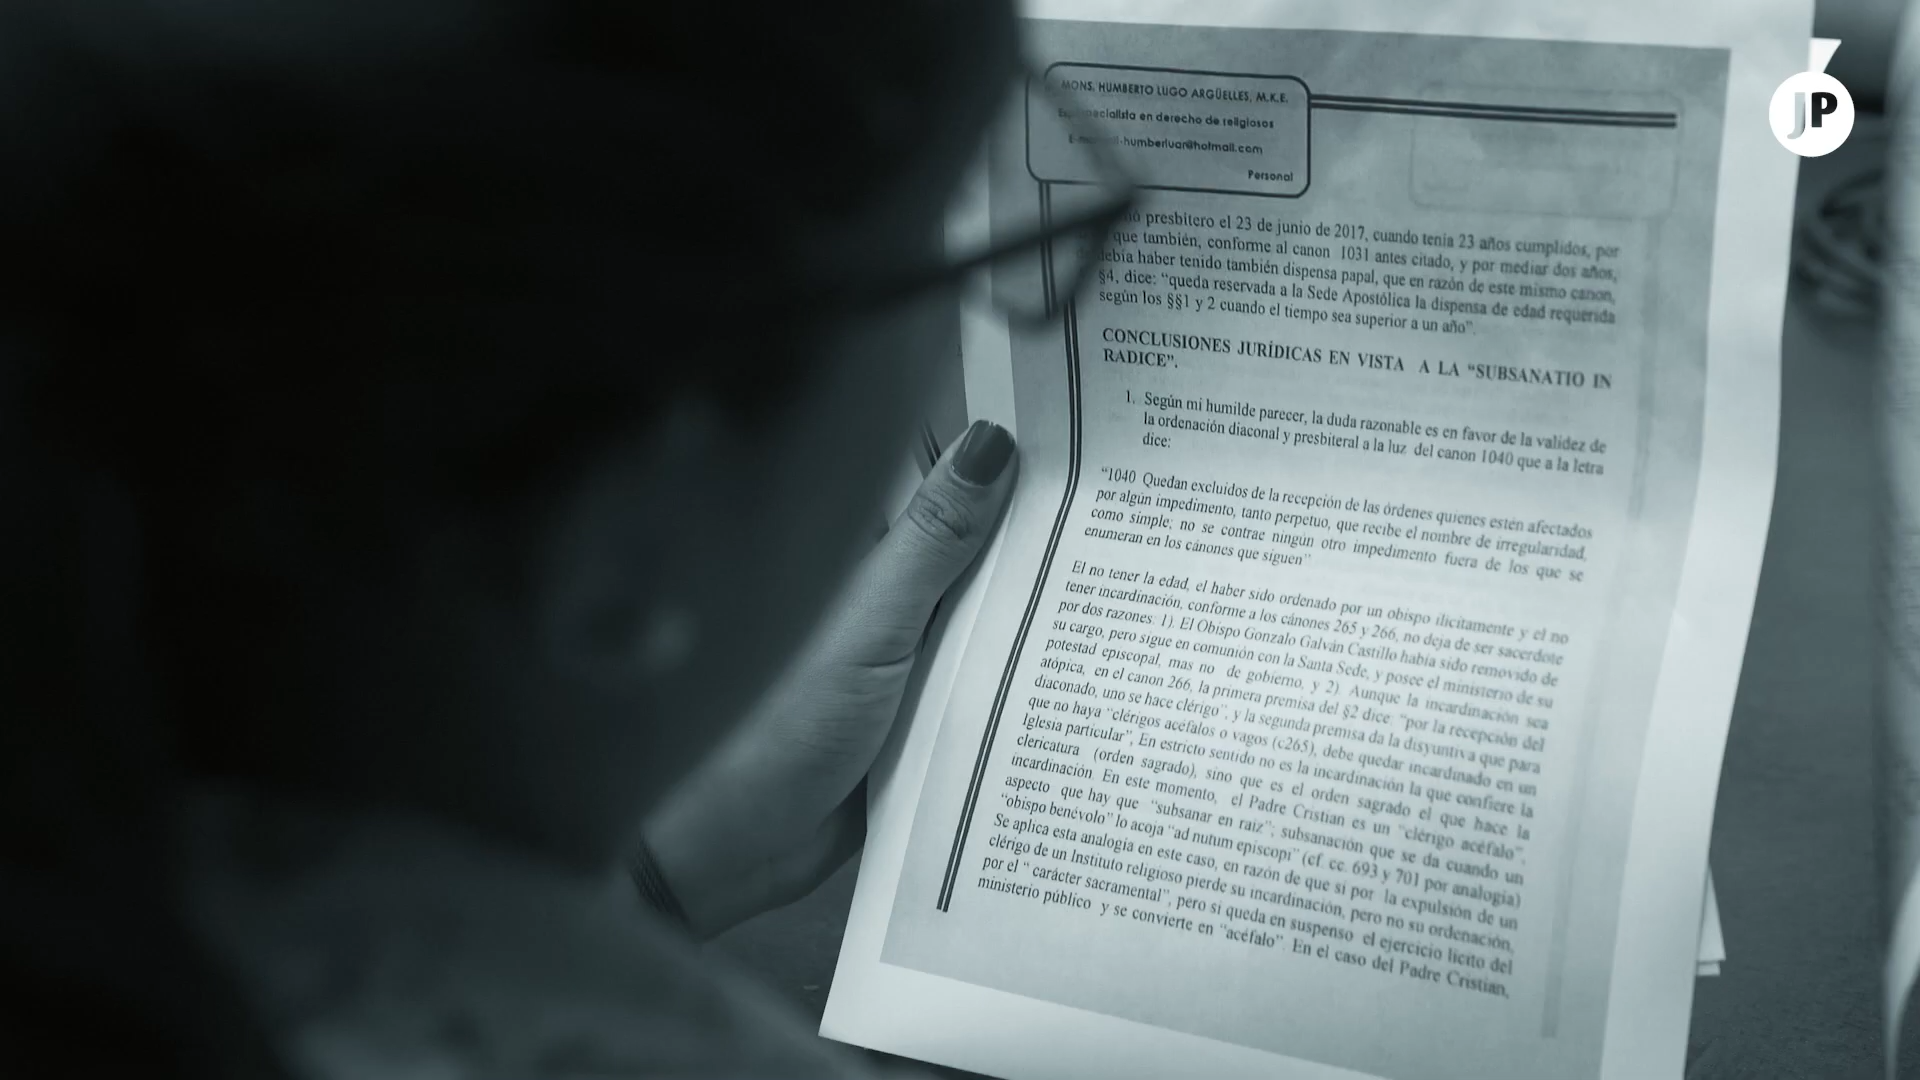 JP
MONS. HUMBERTO LUGO ARGÜELLES, M.K.E.
en derecho de religiosos
humberluar@hotmail.com
Personal
presbítero el 23 de junio de 2017, cuando tenía 23 años cumplidos, por
que también, conforme al canon 1031 antes citado, y por mediar dos años,
debía haber tenido también dispensa papal, que en razón de este mismo canon,
§4, dice: “queda reservada a la Sede Apostólica la dispensa de edad requerida
según los §§1 y 2 cuando el tiempo sea superior a un año”.
CONCLUSIONES JURÍDICAS EN VISTA A LA “SUBSANATIO IN
RADICE”.
1. Según mi humilde parecer, la duda razonable es en favor de la validez de
la ordenación diaconal y presbiteral a la luz del canon 1040 que a la letra
dice:
“1040 Quedan excluidos de la recepción de las órdenes quienes estén afectados
por algún impedimento, tanto perpetuo, que recibe el nombre de irregularidad,
como simple; no se contrae ningún otro impedimento fuera de los que se
enumeran en los cánones que siguen”
El no tener la edad, el haber sido ordenado por un obispo ilícitamente y el no
tener incardinación, conforme a los cánones 265 y 266, no deja de ser sacerdote
por dos razones: 1). El Obispo Gonzalo Galván Castillo había sido removido de
su cargo, pero sigue en comunión con la Santa Sede, y posee el ministerio de su
potestad episcopal, mas no de gobierno, y 2). Aunque la incardinación sea
atópica, en el canon 266, la primera premisa del §2 dice: “por la recepción del
diaconado, uno se hace clérigo”, y la segunda premisa da la disyuntiva que para
que no haya “clérigos acéfalos o vagos (c265), debe quedar incardinado en un
Iglesia particular”, En estricto sentido no es la incardinación la que confiere la
clericatura (orden sagrado), sino que es el orden sagrado el que hace la
incardinación. En este momento, el Padre Cristian es un “clérigo acéfalo”,
aspecto que hay que “subsanar en raíz”; subsanación que se da cuando un
“obispo benévolo” lo acoja “ad nutum episcopi” (cf. cc. 693 y 701 por analogía)
Se aplica esta analogía en este caso, en razón de que si por la expulsión de un
clérigo de un Instituto religioso pierde su incardinación, pero no su ordenación,
por el “ carácter sacramental”, pero si queda en suspenso el ejercicio lícito del
ministerio público y se convierte en “acéfalo”. En el caso del Padre Cristian,